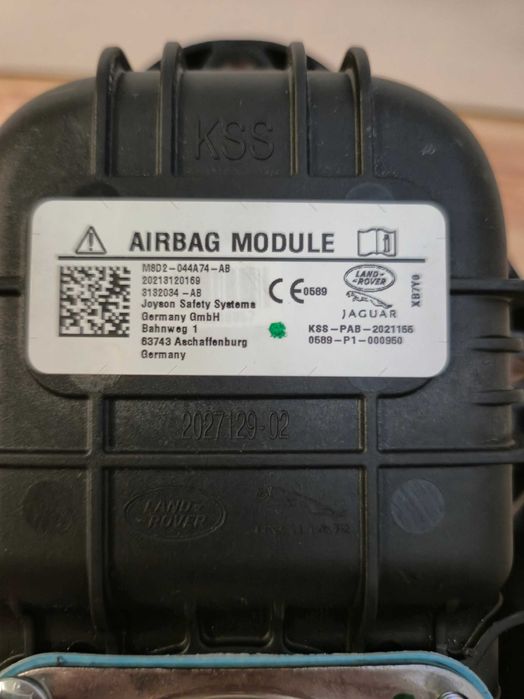 KSS
AIRBAG MODULE
M8D2-044A74-AB
20213120169
3132034 -AB
Joyson Safety Systems
Germany GmbH
Bahnweg 1
63743 Aschaffenburg
Germany
0589
LAND ROVER
JAGUAR
KSS-PAB-2021155
0589-P1-000950
XB7A0
2027129-02
LAND ROVER